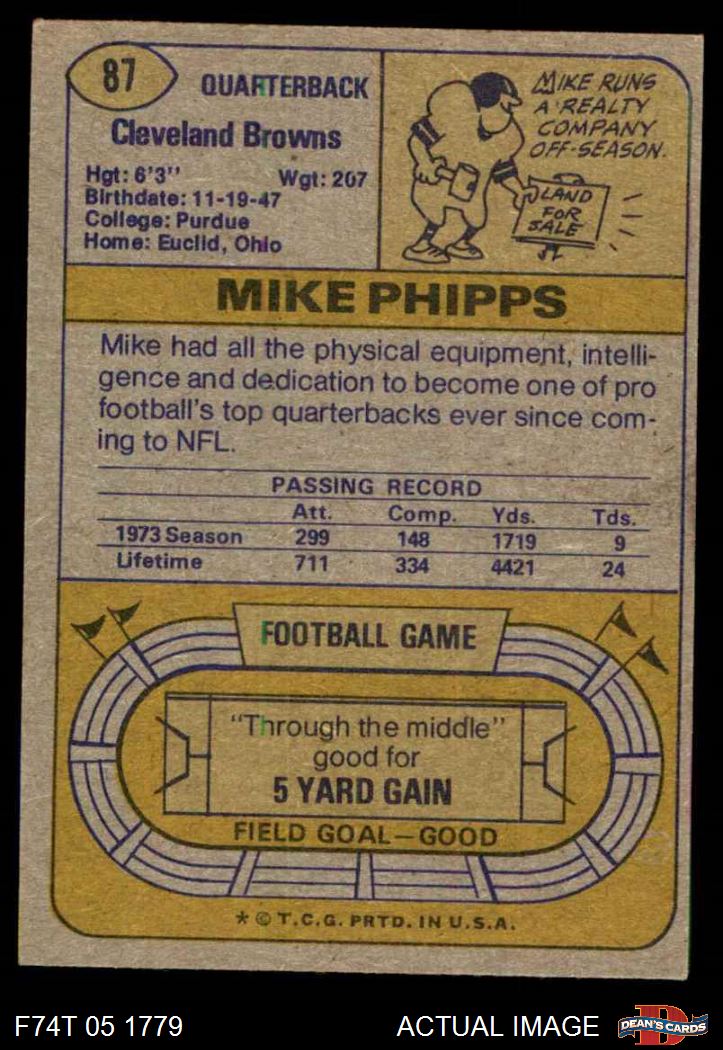 87
QUARTERBACK
Cleveland Browns
Hgt: 6'3" Wgt: 207
Birthdate: 11-19-47
College: Purdue
Home: Euclid, Ohio
MIKE RUNS
A REALTY
COMPANY
OFF-SEASON.
LAND
FOR
SALE
MIKE PHIPPS
Mike had all the physical equipment, intelli-
gence and dedication to become one of pro
football's top quarterbacks ever since com-
ing to NFL.
PASSING RECORD
Att. Comp. Yds. Tds.
1973 Season 299 148 1719 9
Lifetime 711 334 4421 24
FOOTBALL GAME
"Through the middle"
good for
5 YARD GAIN
FIELD GOAL—GOOD
* © T.C.G. PRTD. IN U.S.A.
F74T 05 1779 ACTUAL IMAGE
D
DEAN'S CARDS